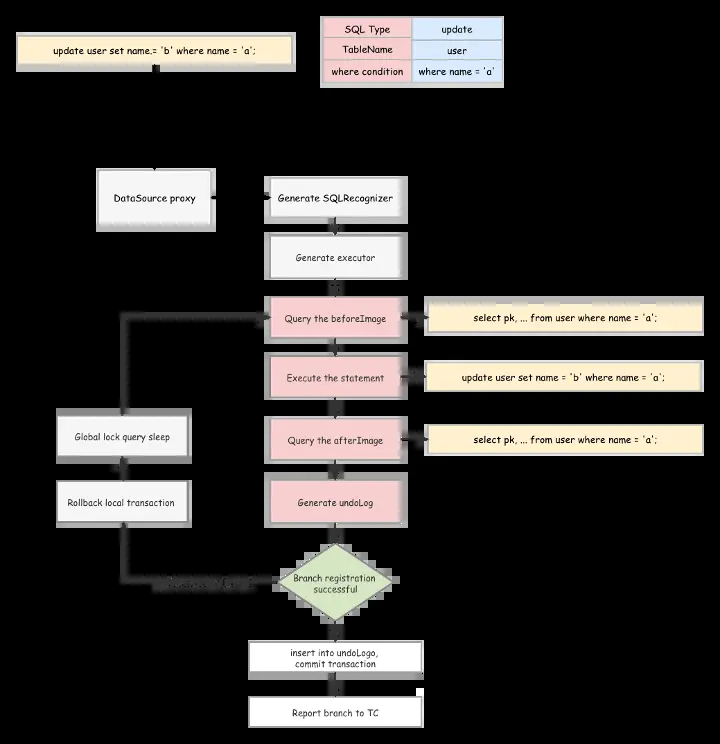 update user set name.= 'b' where name = 'a';
SQL Type update
TableName user
where condition where name = 'a'
DataSource proxy
Generate SQLRecognizer
Generate executor
Query the beforeImage
select pk, ... from user where name = 'a';
Execute the statement
update user set name = 'b' where name = 'a';
Global lock query sleep
Query the afterImage
select pk, ... from user where name = 'a';
Rollback local transaction
Generate undoLog
Branch registration
successful
insert into undoLogo,
commit transaction
Report branch to TC